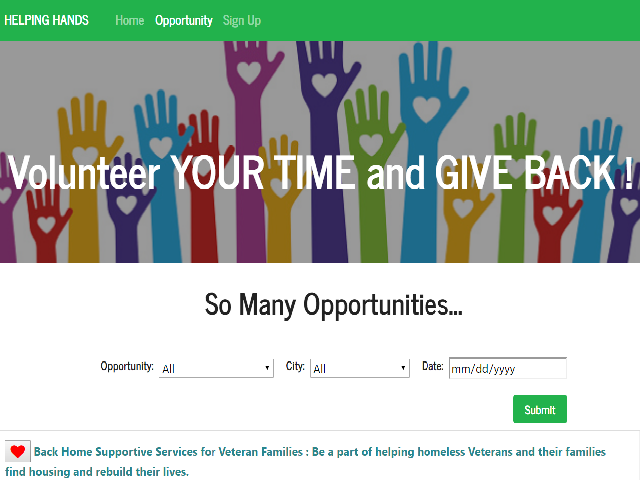 HELPING HANDS Home Opportunity Sign Up
Volunteer YOUR TIME and GIVE BACK !
So Many Opportunities...
Opportunity: All City: All Date: mm/dd/yyyy
Submit
Back Home Supportive Services for Veteran Families : Be a part of helping homeless Veterans and their families
find housing and rebuild their lives.